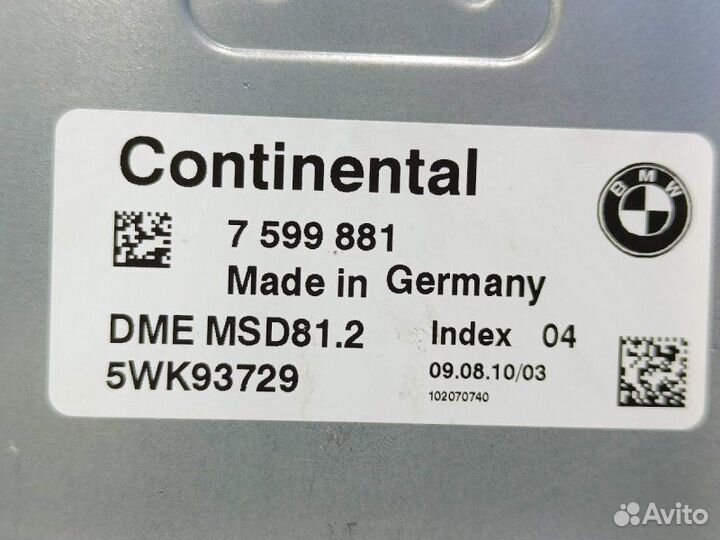 Continental
BMW
7 599 881
Made in Germany
DME MSD81.2 Index 04
5WK93729 09.08.10/03
102070740
Avito